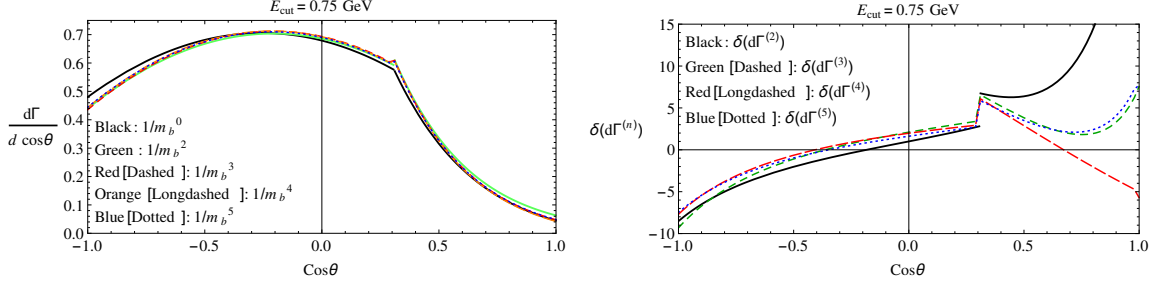 E_cut = 0.75 GeV
0.7
0.6
0.5
0.4
0.3
0.2
0.1
0.0
dΓ
d cosθ
Black: 1/m_b^0
Green : 1/m_b^2
Red [Dashed ]: 1/m_b^3
Orange [Longdashed ]: 1/m_b^4
Blue [Dotted ]: 1/m_b^5
−1.0 −0.5 0.0 0.5 1.0
Cosθ
E_cut = 0.75 GeV
15
10
5
0
−5
−10
δ(dΓ^(n))
Black: δ(dΓ^(2))
Green [Dashed ]: δ(dΓ^(3))
Red [Longdashed ]: δ(dΓ^(4))
Blue [Dotted ]: δ(dΓ^(5))
−1.0 −0.5 0.0 0.5 1.0
Cosθ